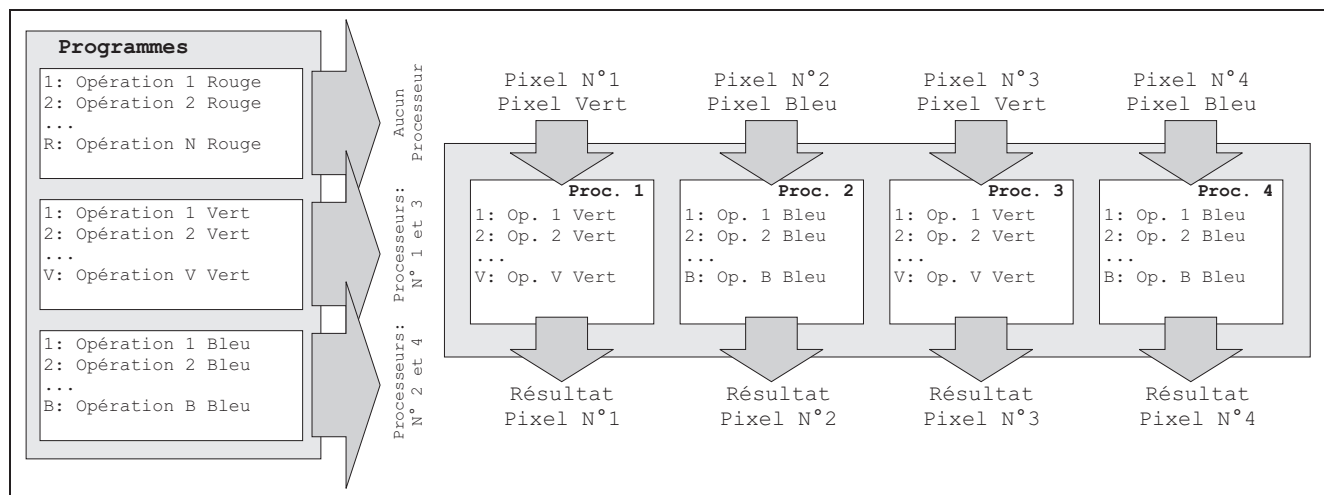 Programmes
1: Opération 1 Rouge
2: Opération 2 Rouge
...
R: Opération N Rouge
1: Opération 1 Vert
2: Opération 2 Vert
...
V: Opération V Vert
1: Opération 1 Bleu
2: Opération 2 Bleu
...
B: Opération B Bleu
Aucun
Processeur
Processeurs:
N° 1 et 3
Processeurs:
N° 2 et 4
Pixel N°1
Pixel Vert
Pixel N°2
Pixel Bleu
Pixel N°3
Pixel Vert
Pixel N°4
Pixel Bleu
Proc. 1
1: Op. 1 Vert
2: Op. 2 Vert
...
V: Op. V Vert
Proc. 2
1: Op. 1 Bleu
2: Op. 2 Bleu
...
B: Op. B Bleu
Proc. 3
1: Op. 1 Vert
2: Op. 2 Vert
...
V: Op. V Vert
Proc. 4
1: Op. 1 Bleu
2: Op. 2 Bleu
...
B: Op. B Bleu
Résultat
Pixel N°1
Résultat
Pixel N°2
Résultat
Pixel N°3
Résultat
Pixel N°4